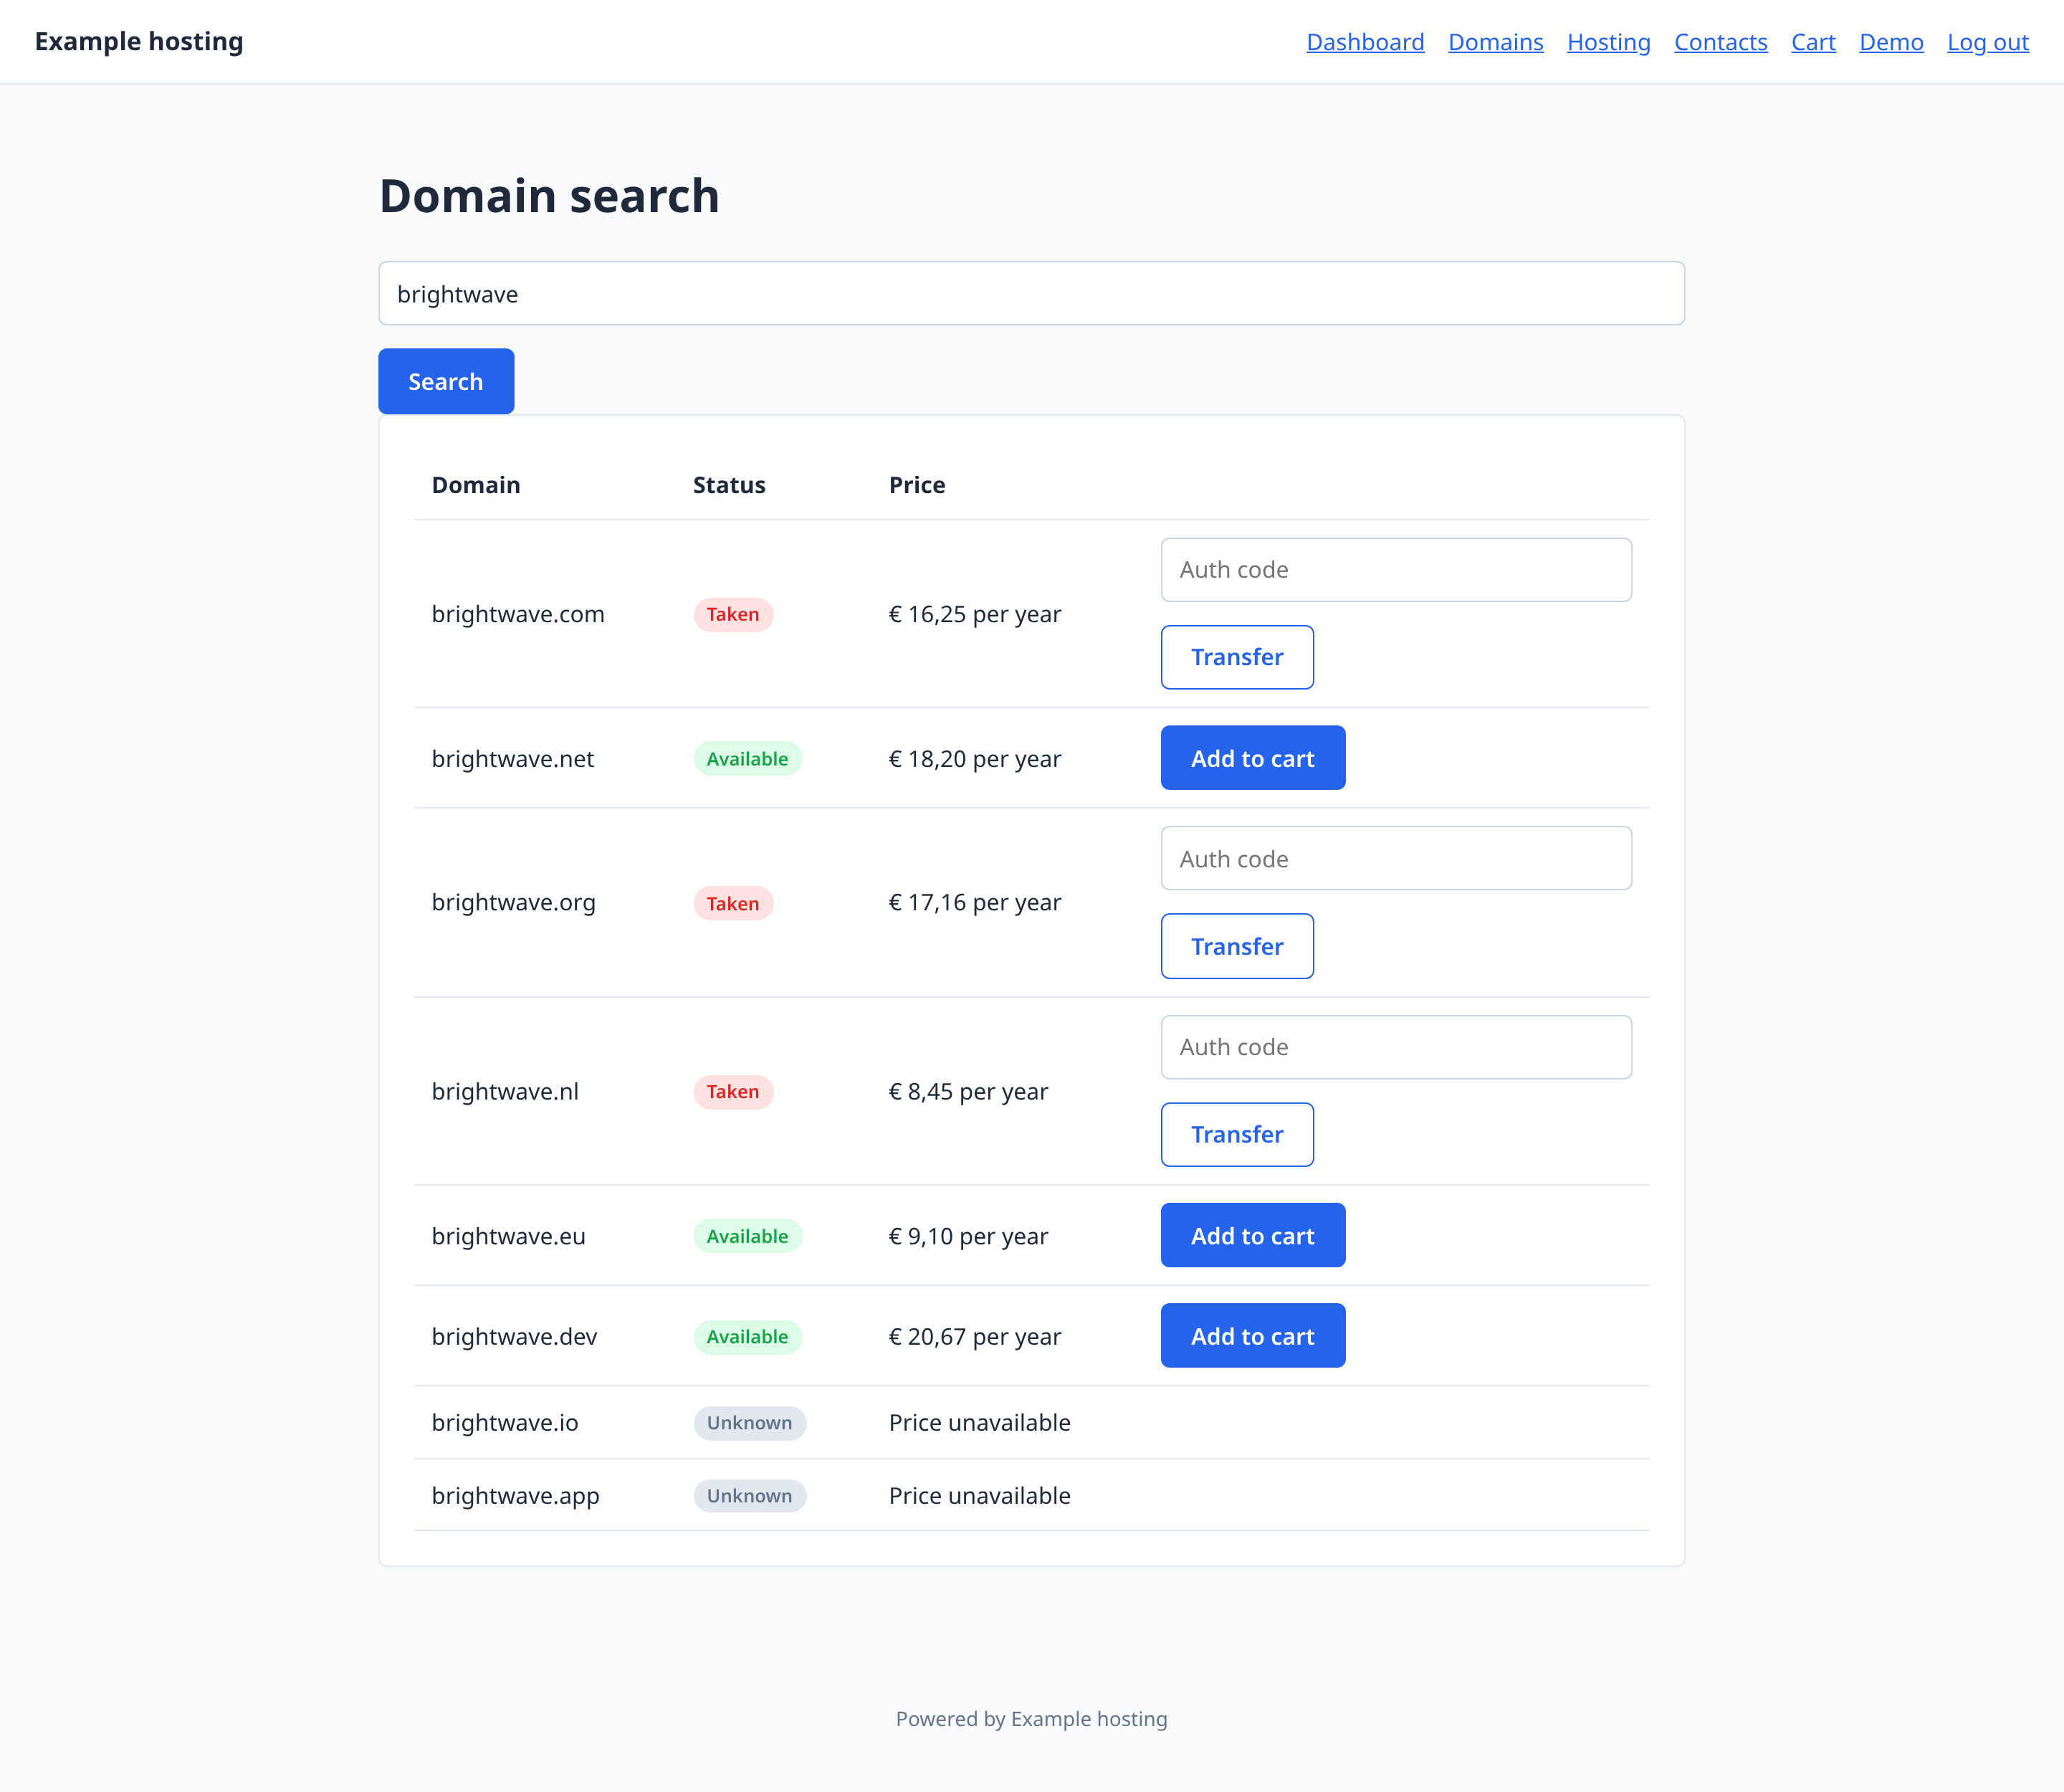 Example hosting
Dashboard Domains Hosting Contacts Cart Demo Log out
Domain search
brightwave
Search
Domain Status Price
brightwave.com Taken € 16,25 per year Auth code
Transfer
brightwave.net Available € 18,20 per year Add to cart
brightwave.org Taken € 17,16 per year Auth code
Transfer
brightwave.nl Taken € 8,45 per year Auth code
Transfer
brightwave.eu Available € 9,10 per year Add to cart
brightwave.dev Available € 20,67 per year Add to cart
brightwave.io Unknown Price unavailable
brightwave.app Unknown Price unavailable
Powered by Example hosting